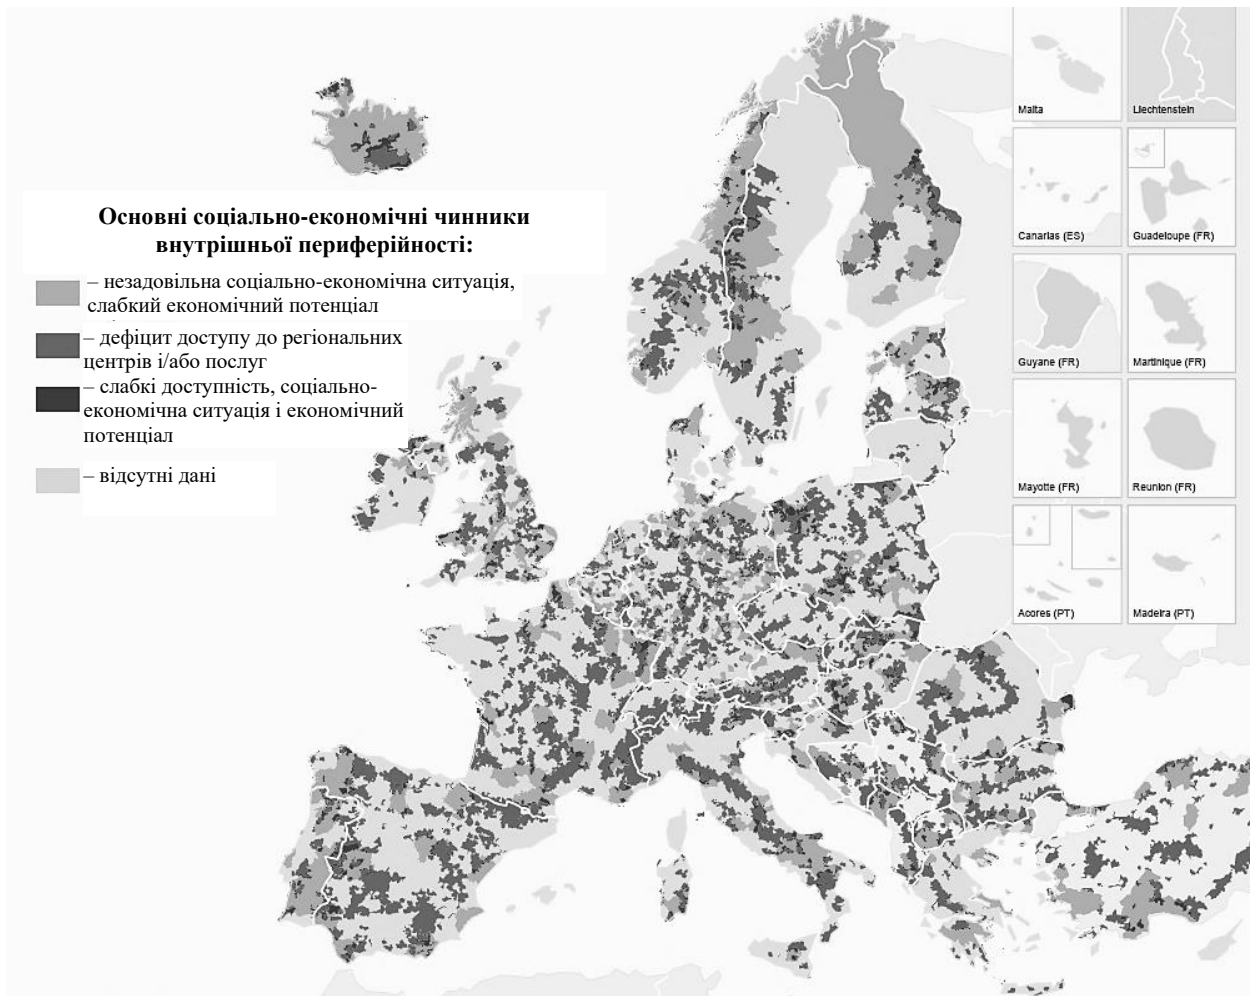 Основні соціально-економічні чинники
внутрішньої периферійності:
– незадовільна соціально-економічна ситуація,
слабкий економічний потенціал
– дефіцит доступу до регіональних
центрів і/або послуг
– слабкі доступність, соціально-
економічна ситуація і економічний
потенціал
– відсутні дані
Malta
Liechtenstein
Canarias (ES)
Guadeloupe (FR)
Guyane (FR)
Martinique (FR)
Mayotte (FR)
Reunion (FR)
Acores (PT)
Madeira (PT)